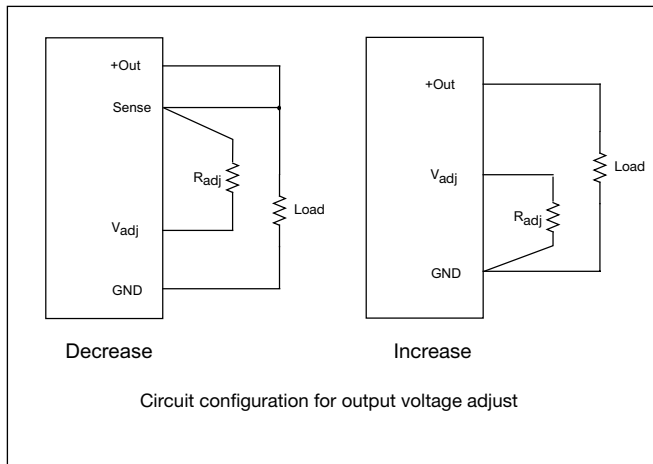 +Out
Sense
Radj
Load
Vadj
GND
Decrease
+Out
Vadj
Load
Radj
GND
Increase
Circuit configuration for output voltage adjust